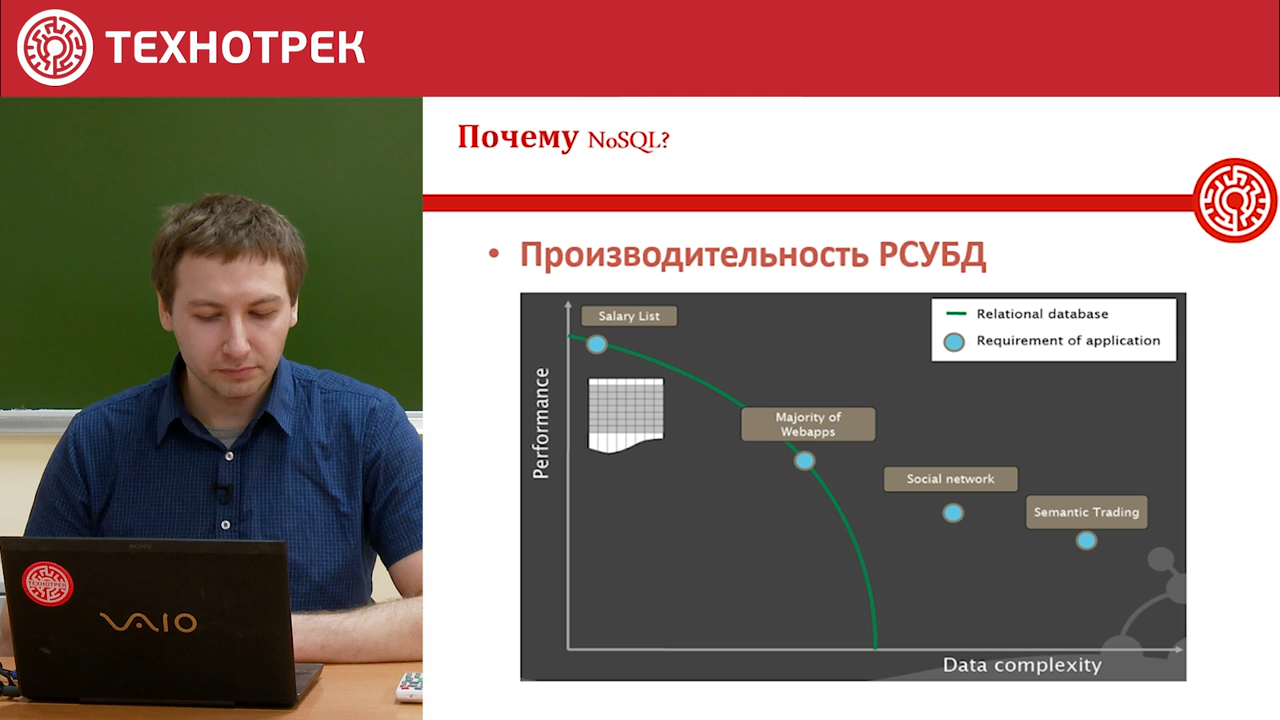 ТЕХНОТРЕК
Почему NoSQL?
• Производительность РСУБД
Salary List
Relational database
Requirement of application
Performance
Majority of
Webapps
Social network
Semantic Trading
Data complexity
SONY
ТЕХНОТРЕК
VAIO